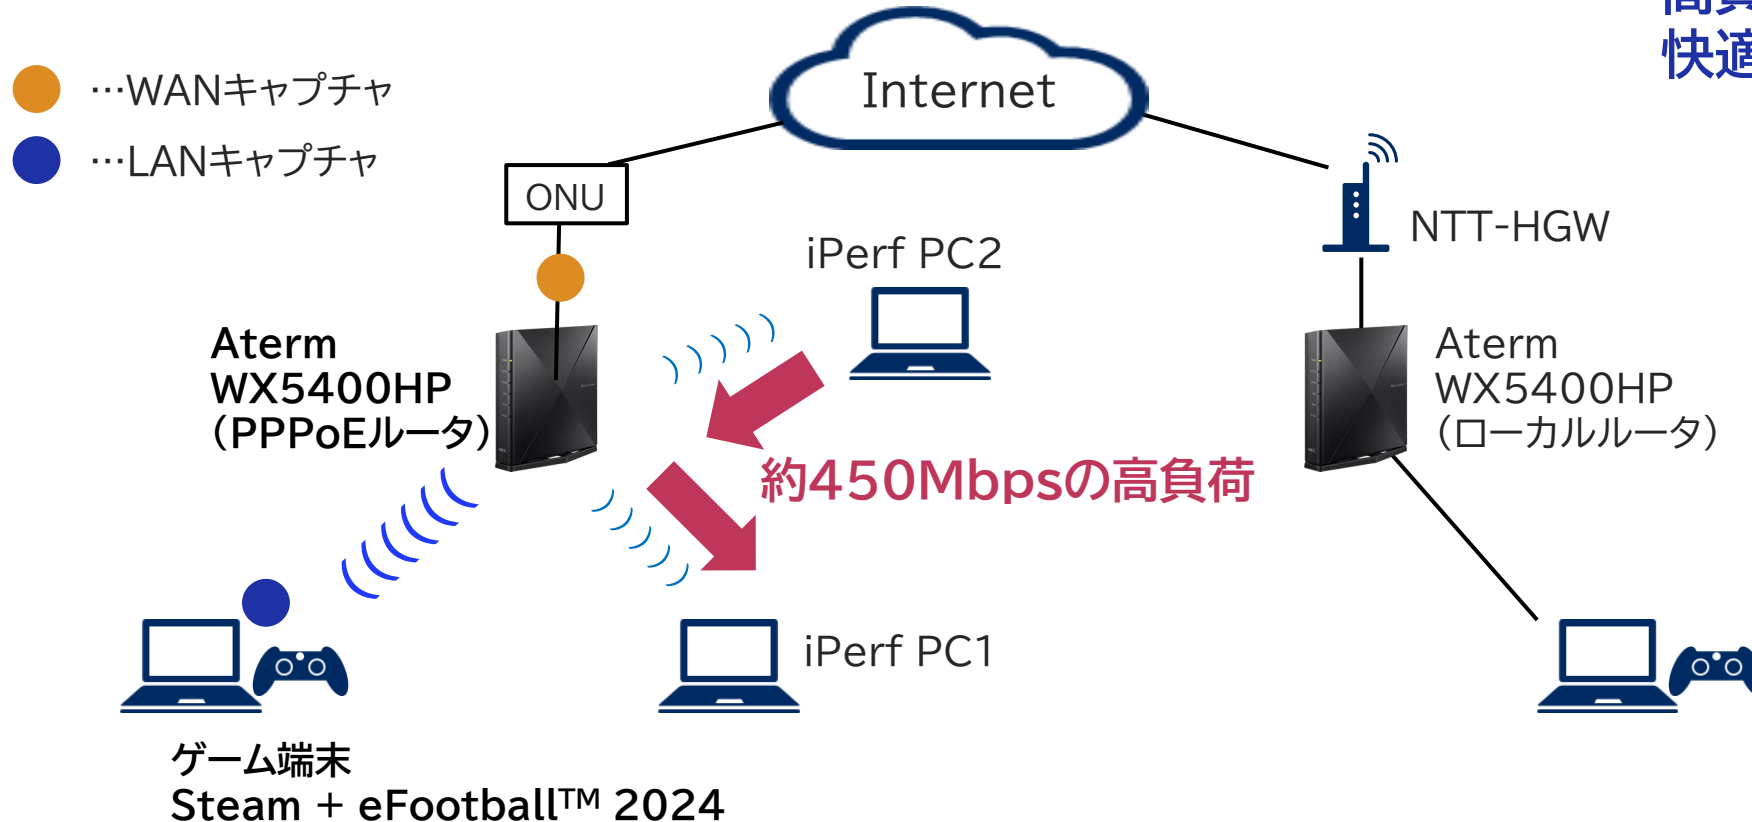 快適
…WANキャプチャ
…LANキャプチャ
Internet
ONU
NTT-HGW
iPerf PC2
Aterm
WX5400HP
（PPPoEルータ）
Aterm
WX5400HP
（ローカルルータ）
約450Mbpsの高負荷
iPerf PC1
ゲーム端末
Steam + eFootball™ 2024